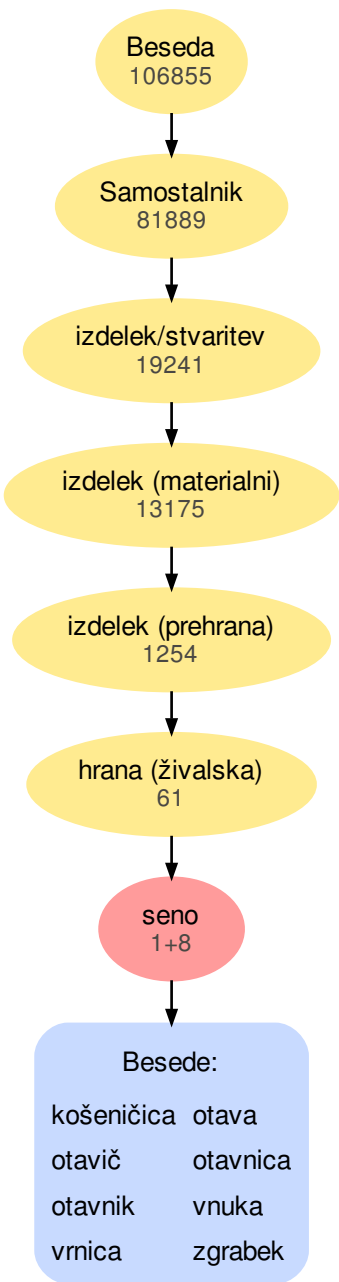 Beseda
106855
Samostalnik
81889
izdelek/stvaritev
19241
izdelek (materialni)
13175
izdelek (prehrana)
1254
hrana (živalska)
61
seno
1+8
Besede:
košeničica otava
otavič otavnica
otavnik vnuka
vrnica zgrabek